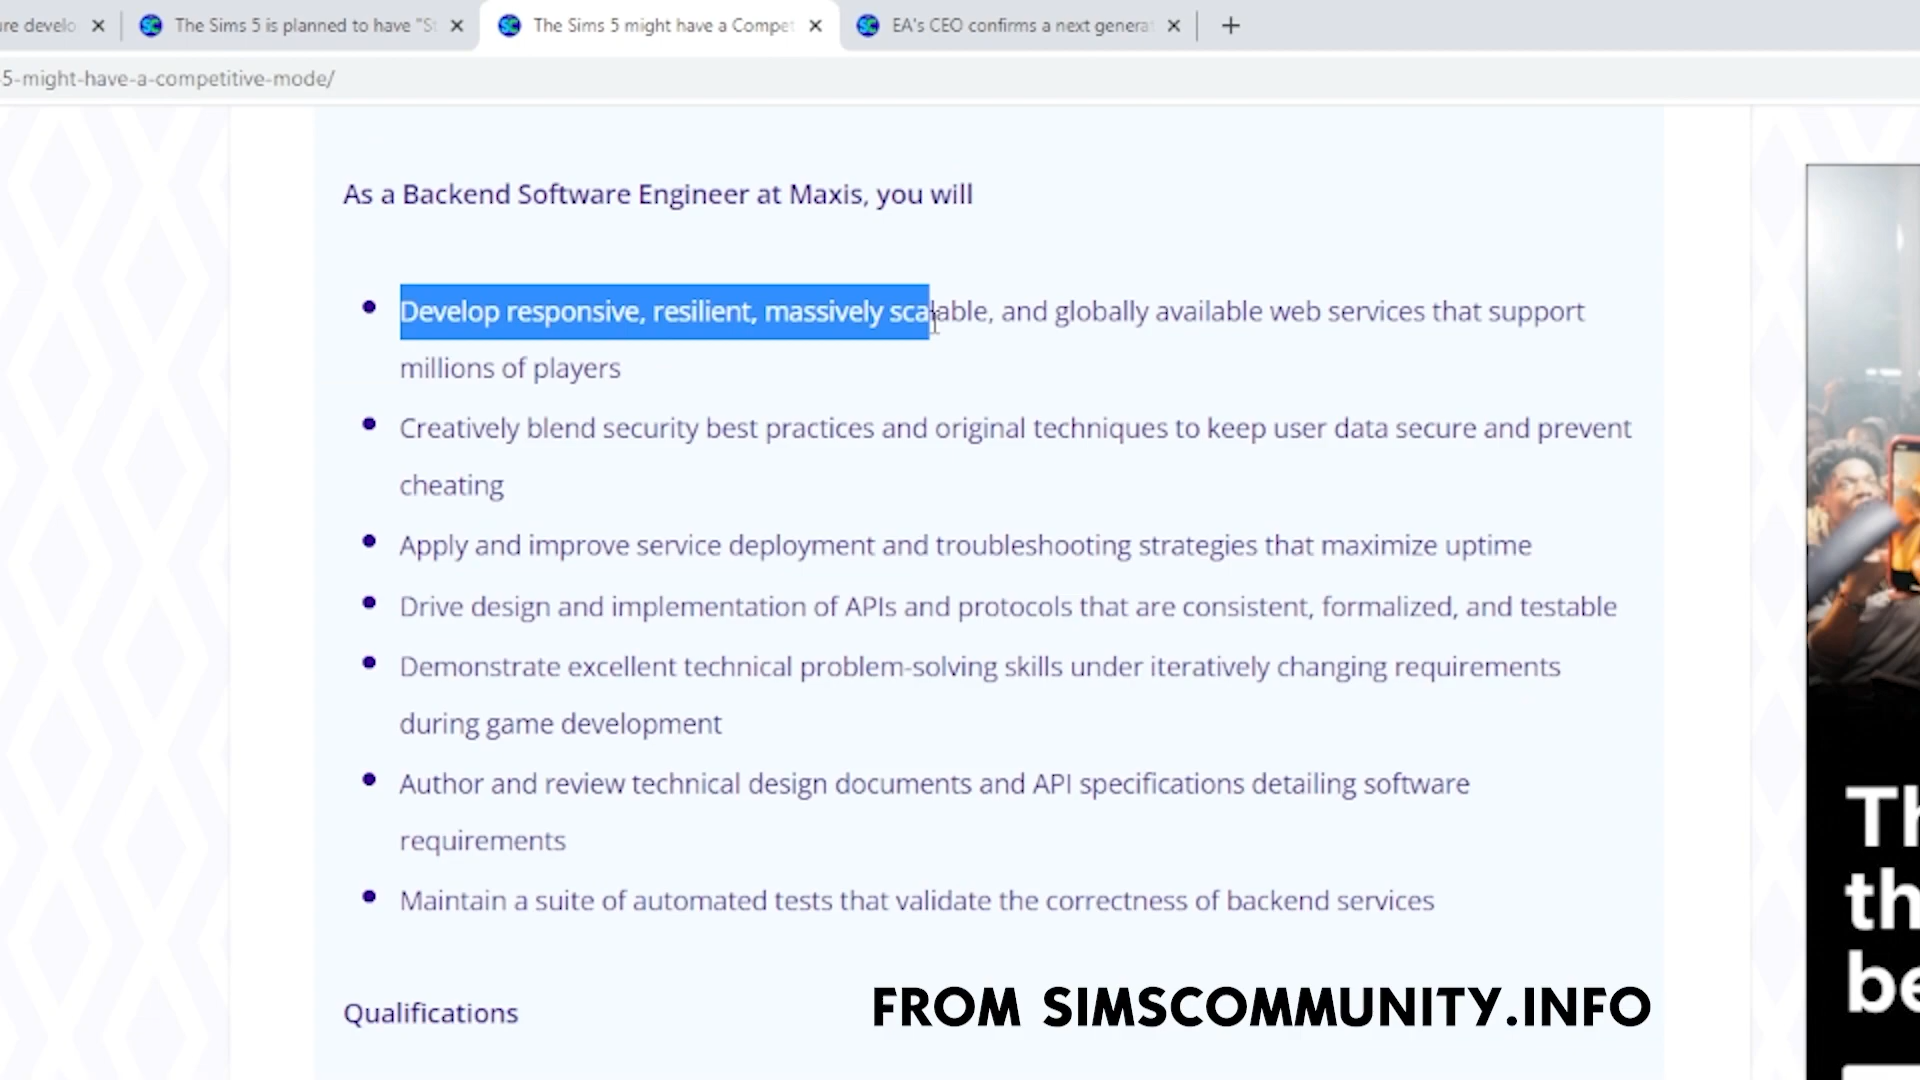 re develo
The Sims 5 is planned to have "St
The Sims 5 might have a Compet
EA's CEO confirms a next genera
5-might-have-a-competitive-mode/
As a Backend Software Engineer at Maxis, you will
Develop responsive, resilient, massively scalable, and globally available web services that support
millions of players
Creatively blend security best practices and original techniques to keep user data secure and prevent
cheating
Apply and improve service deployment and troubleshooting strategies that maximize uptime
Drive design and implementation of APIs and protocols that are consistent, formalized, and testable
Demonstrate excellent technical problem-solving skills under iteratively changing requirements
during game development
Author and review technical design documents and API specifications detailing software
requirements
Maintain a suite of automated tests that validate the correctness of backend services
Qualifications
FROM SIMSCOMMUNITY.INFO
Th
th
be